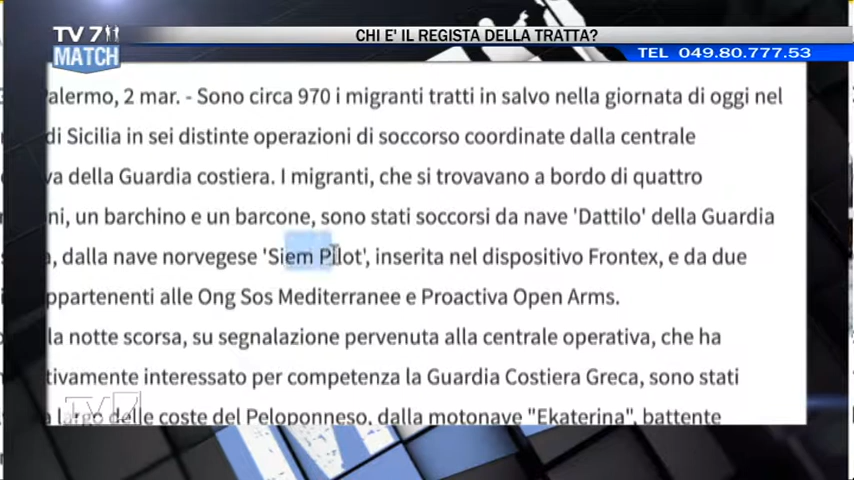 TV 7
MATCH
CHI E' IL REGISTA DELLA TRATTA?
TEL 049.80.777.53
alermo, 2 mar. - Sono circa 970 i migranti tratti in salvo nella giornata di oggi nel
di Sicilia in sei distinte operazioni di soccorso coordinate dalla centrale
va della Guardia costiera. I migranti, che si trovavano a bordo di quattro
ni, un barchino e un barcone, sono stati soccorsi da nave 'Dattilo' della Guardia
a, dalla nave norvegese 'Siem Pilot', inserita nel dispositivo Frontex, e da due
ppartenenti alle Ong Sos Mediterranee e Proactiva Open Arms.
la notte scorsa, su segnalazione pervenuta alla centrale operativa, che ha
tivamente interessato per competenza la Guardia Costiera Greca, sono stati
a largo delle coste del Peloponneso, dalla motonave "Ekaterina", battente
TV 7